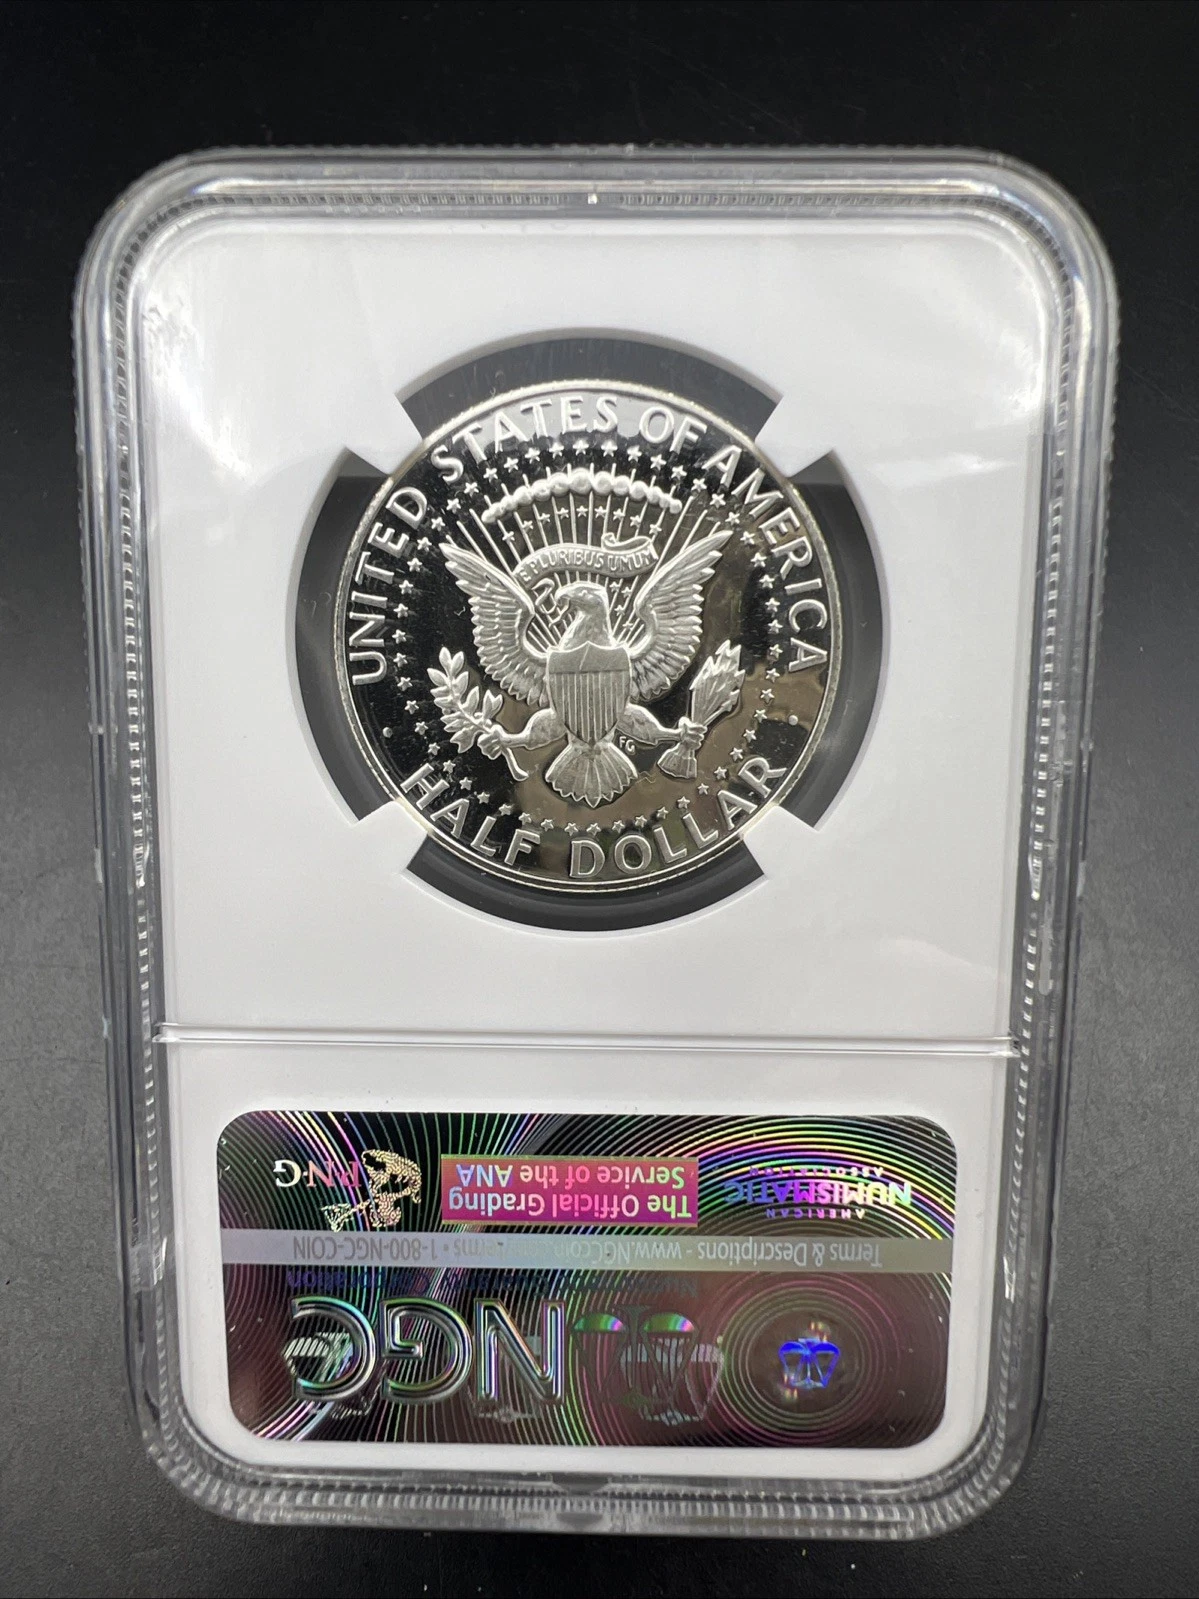 UNITED STATES OF AMERICA
E PLURIBUS UNUM
FG
HALF DOLLAR
NGC
Terms & Descriptions - www.NGCcoin.com/terms • 1-800-NGC-COIN
AMERICAN
NUMISMATIC
ASSOCIATION
The Official Grading
Service of the ANA
P·N·G